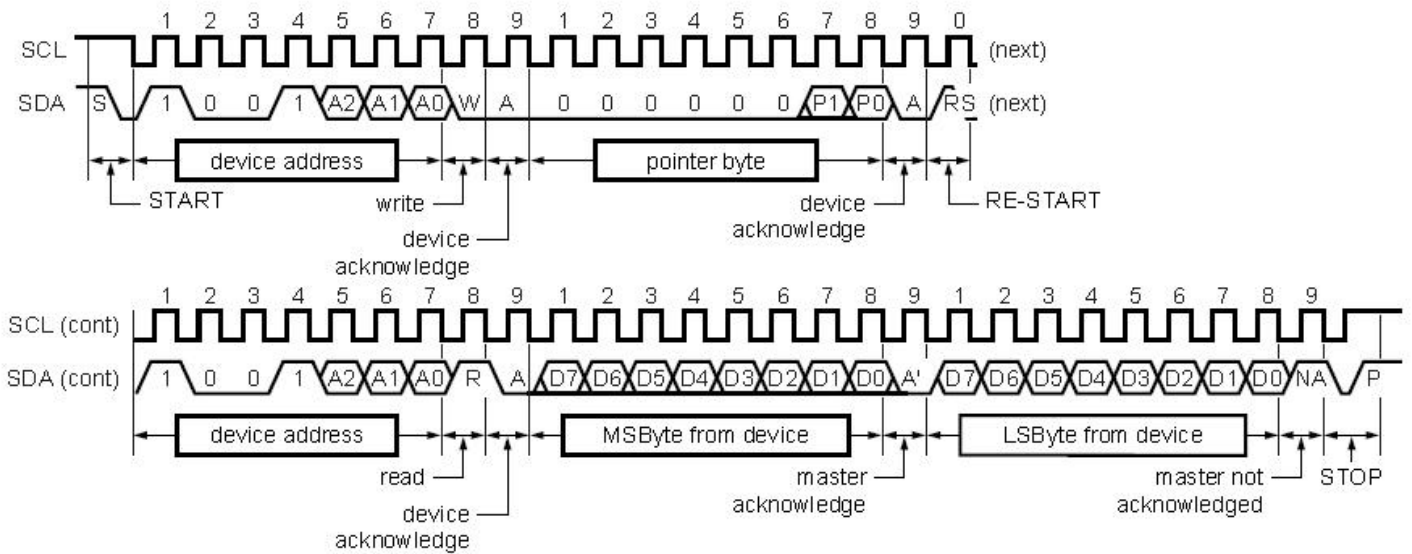 1 2 3 4 5 6 7 8 9 1 2 3 4 5 6 7 8 9 0
SCL (next)
SDA S 1 0 0 1 A2 A1 A0 W A 0 0 0 0 0 0 P1 P0 A RS (next)
device address pointer byte
START write device RE-START
device acknowledge
acknowledge
1 2 3 4 5 6 7 8 9 1 2 3 4 5 6 7 8 9 1 2 3 4 5 6 7 8 9
SCL (cont)
SDA (cont) 1 0 0 1 A2 A1 A0 R A D7 D6 D5 D4 D3 D2 D1 D0 A' D7 D6 D5 D4 D3 D2 D1 D0 NA P
device address MSByte from device LSByte from device
read master master not STOP
device acknowledge acknowledged
acknowledge